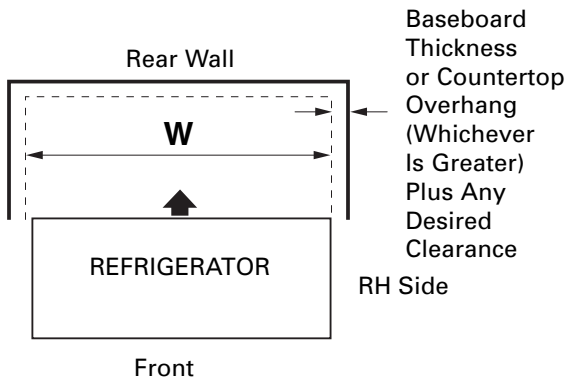 Rear Wall
Baseboard
Thickness
or Countertop
Overhang
(Whichever
Is Greater)
Plus Any
Desired
Clearance
W
REFRIGERATOR
RH Side
Front